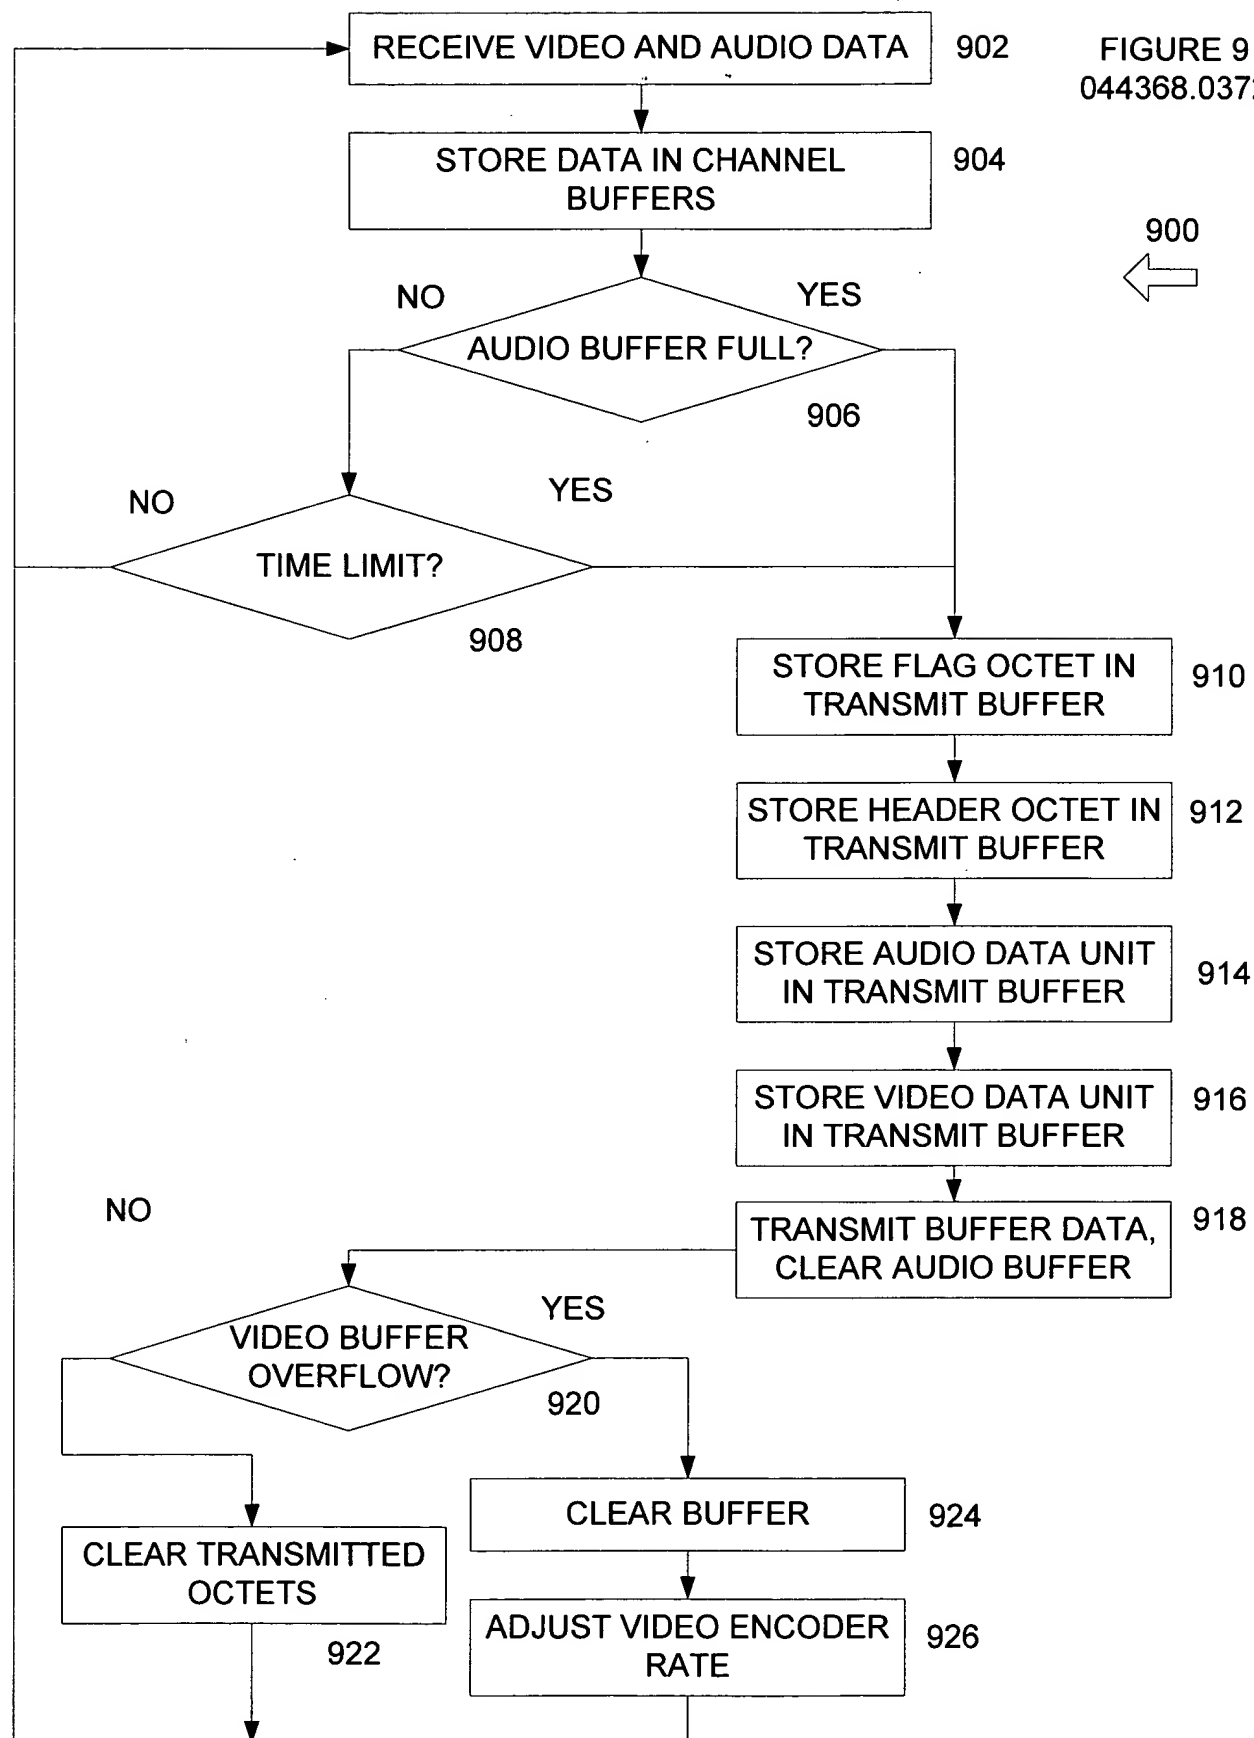 RECEIVE VIDEO AND AUDIO DATA
902
FIGURE 9
044368.0372
STORE DATA IN CHANNEL
BUFFERS
904
900
NO
YES
AUDIO BUFFER FULL?
906
NO
YES
TIME LIMIT?
908
STORE FLAG OCTET IN
TRANSMIT BUFFER
910
STORE HEADER OCTET IN
TRANSMIT BUFFER
912
STORE AUDIO DATA UNIT
IN TRANSMIT BUFFER
914
STORE VIDEO DATA UNIT
IN TRANSMIT BUFFER
916
NO
TRANSMIT BUFFER DATA,
CLEAR AUDIO BUFFER
918
YES
VIDEO BUFFER
OVERFLOW?
920
CLEAR BUFFER
924
CLEAR TRANSMITTED
OCTETS
922
ADJUST VIDEO ENCODER
RATE
926